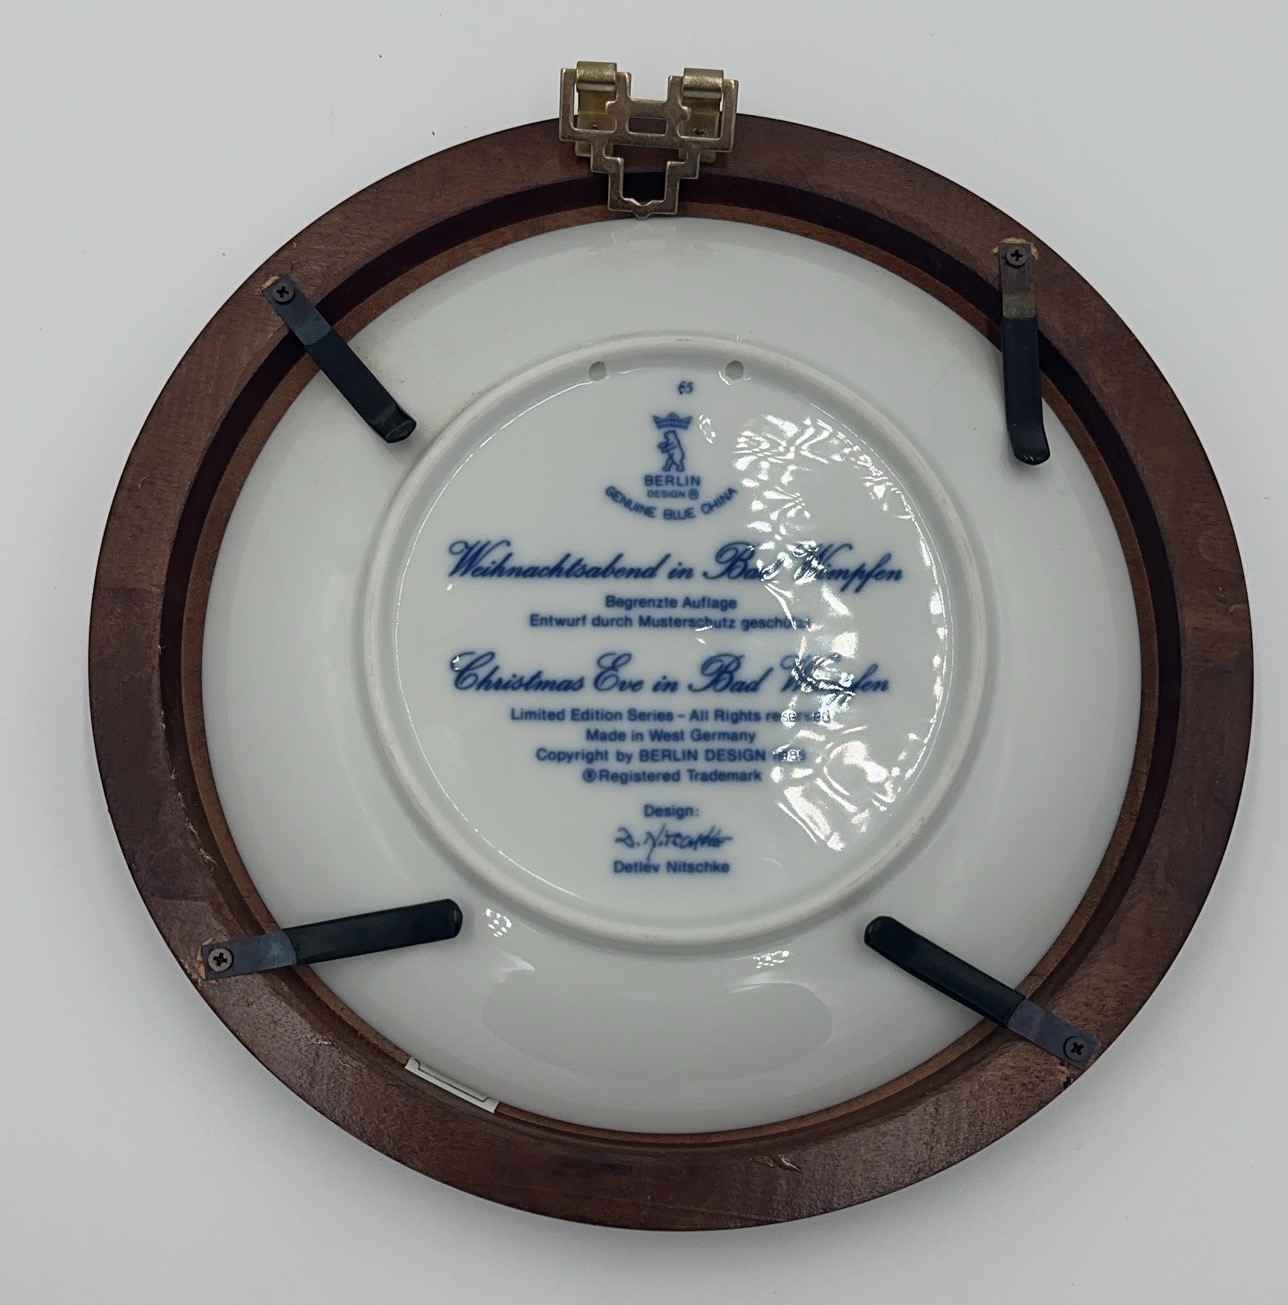 65
BERLIN
DESIGN ®
GENUINE BLUE CHINA
Weihnachtsabend in Bad Wimpfen
Begrenzte Auflage
Entwurf durch Musterschutz
Christmas Eve in Bad Wimpfen
Limited Edition Series – All Rights reserved
Made in West Germany
Copyright by BERLIN DESIGN
® Registered Trademark
Design:
D. Nitschke
Detlev Nitschke